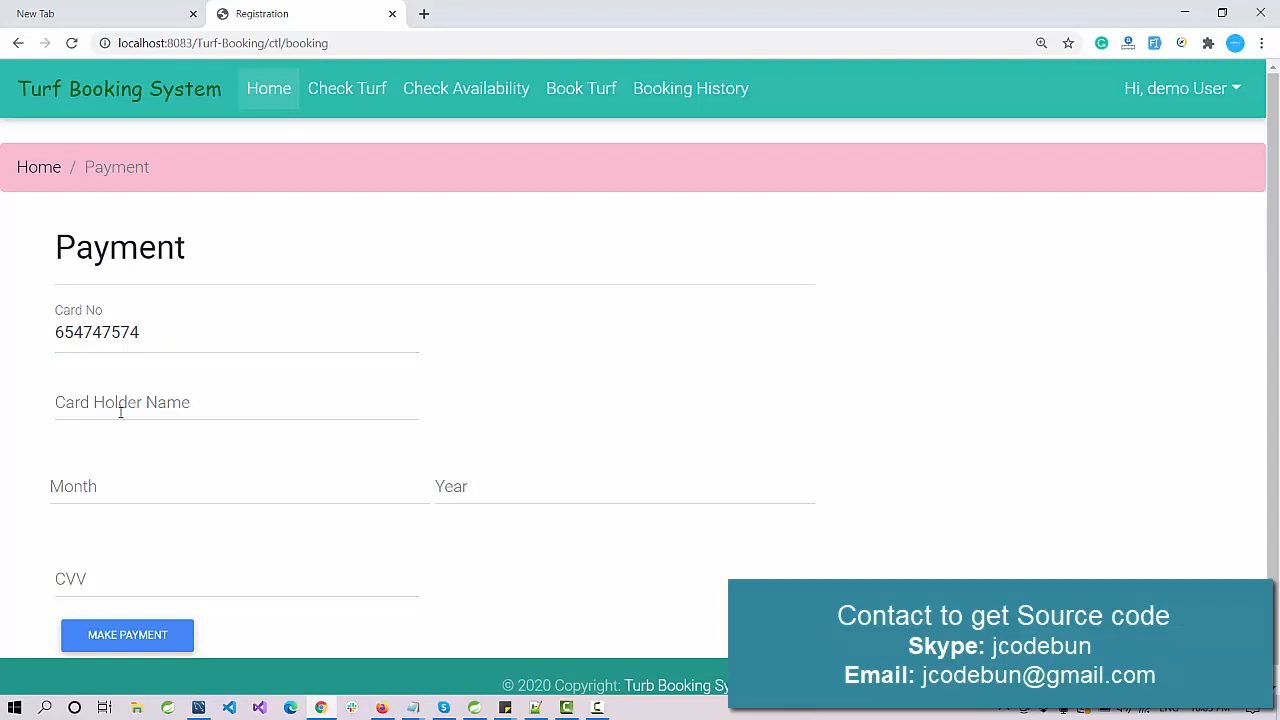 New Tab
Registration
localhost:8083/Turf-Booking/ctl/booking
Turf Booking System Home Check Turf Check Availability Book Turf Booking History Hi, demo User
Home / Payment
Payment
Card No
654747574
Card Holder Name
Month Year
CVV
MAKE PAYMENT
Contact to get Source code
Skype: jcodebun
Email: jcodebun@gmail.com
© 2020 Copyright: Turb Booking Sy